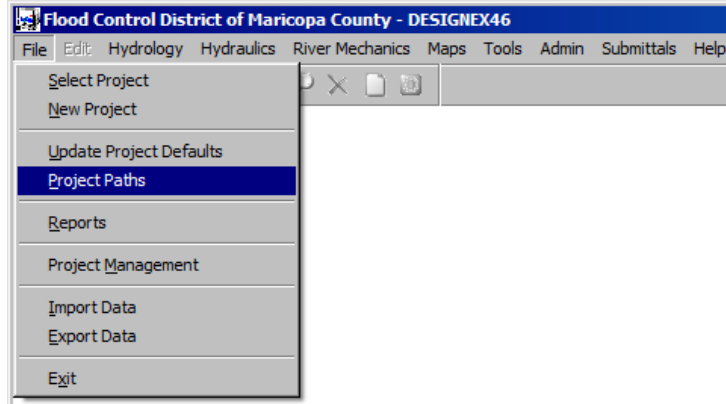 Flood Control District of Maricopa County - DESIGNEX46
File Edit Hydrology Hydraulics River Mechanics Maps Tools Admin Submittals Help
Select Project
New Project
Update Project Defaults
Project Paths
Reports
Project Management
Import Data
Export Data
Exit